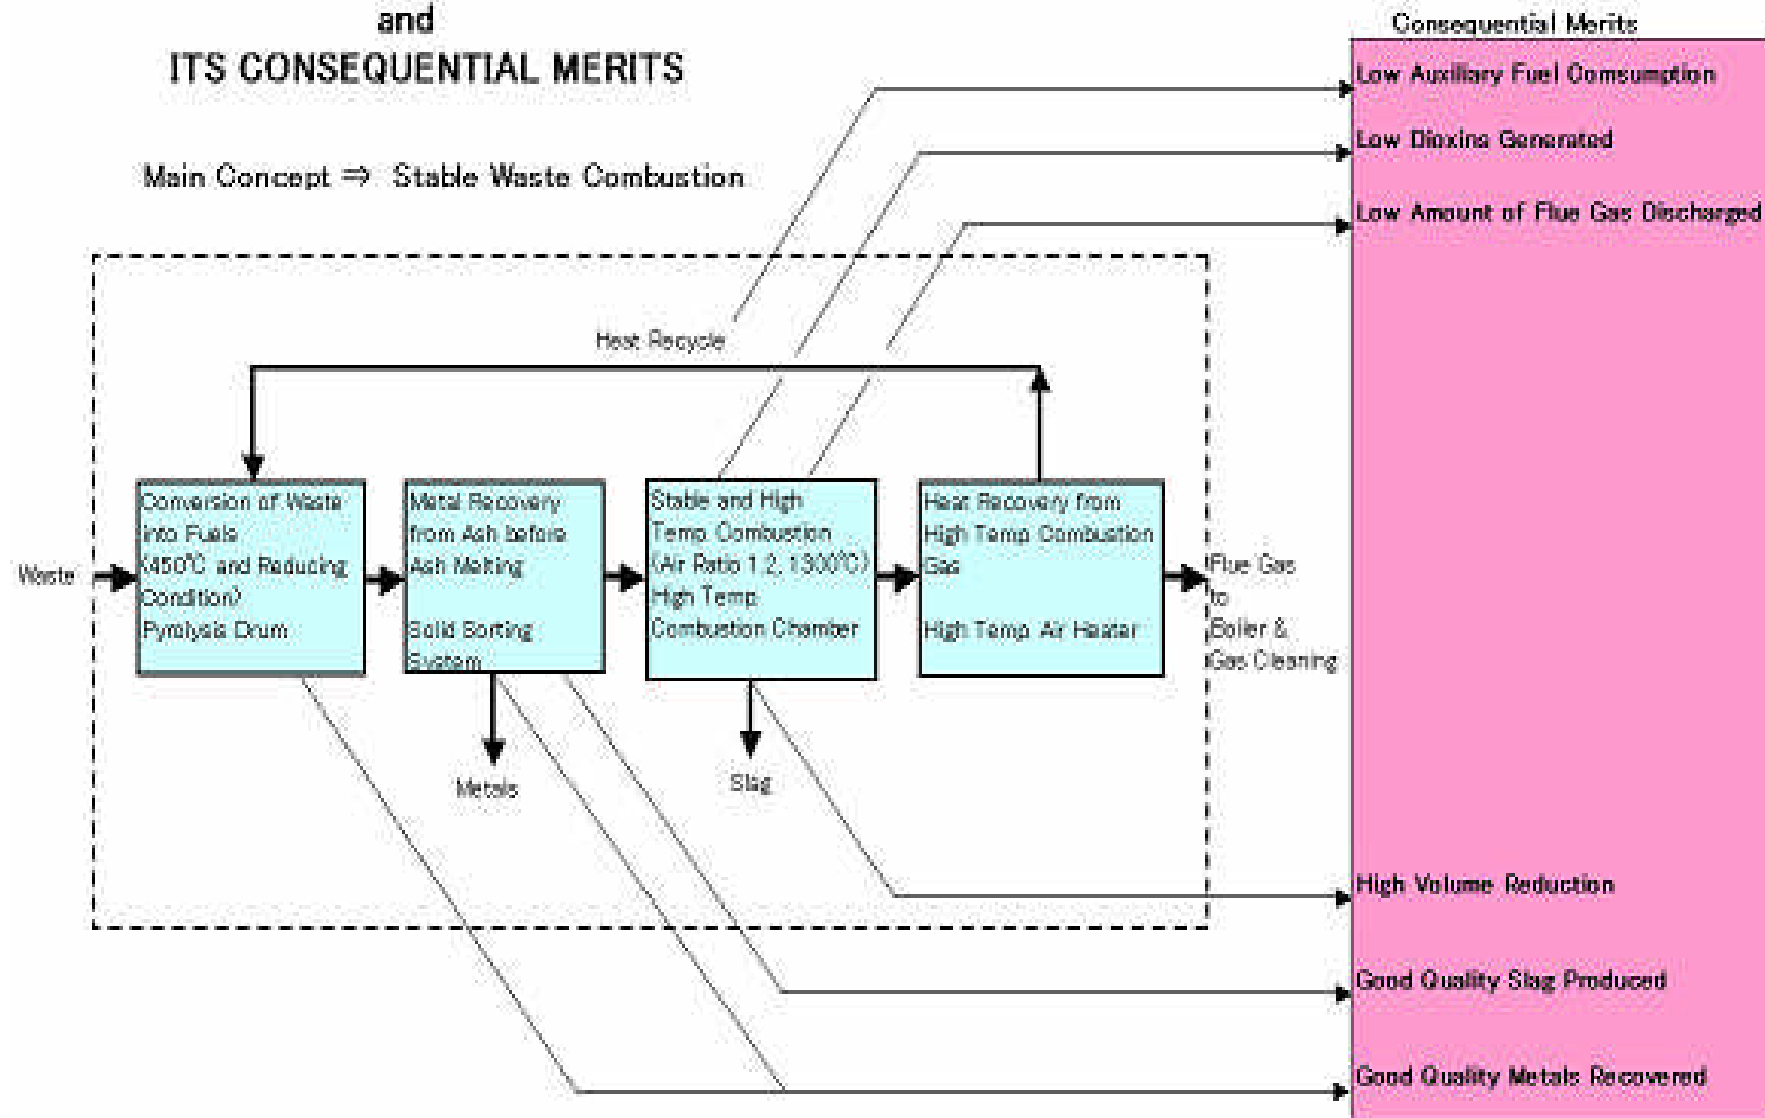 and
ITS CONSEQUENTIAL MERITS
Main Concept ⇒ Stable Waste Combustion
Consequential Merits
Low Auxiliary Fuel Comsumption
Low Dioxins Generated
Low Amount of Flue Gas Discharged
Heat Recycle
Waste
Conversion of Waste
into Fuels
(450℃ and Reducing
Condition)
Pyrolysis Drum
Metal Recovery
from Ash before
Ash Melting
Solid Sorting
System
Stable and High
Temp. Combustion
(Air Ratio 1.2, 1300℃)
High Temp.
Combustion Chamber
Heat Recovery from
High Temp Combustion
Gas
High Temp. Air Heater
Flue Gas
to
Boiler &
Gas Cleaning
Metals
Slag
High Volume Reduction
Good Quality Slag Produced
Good Quality Metals Recovered